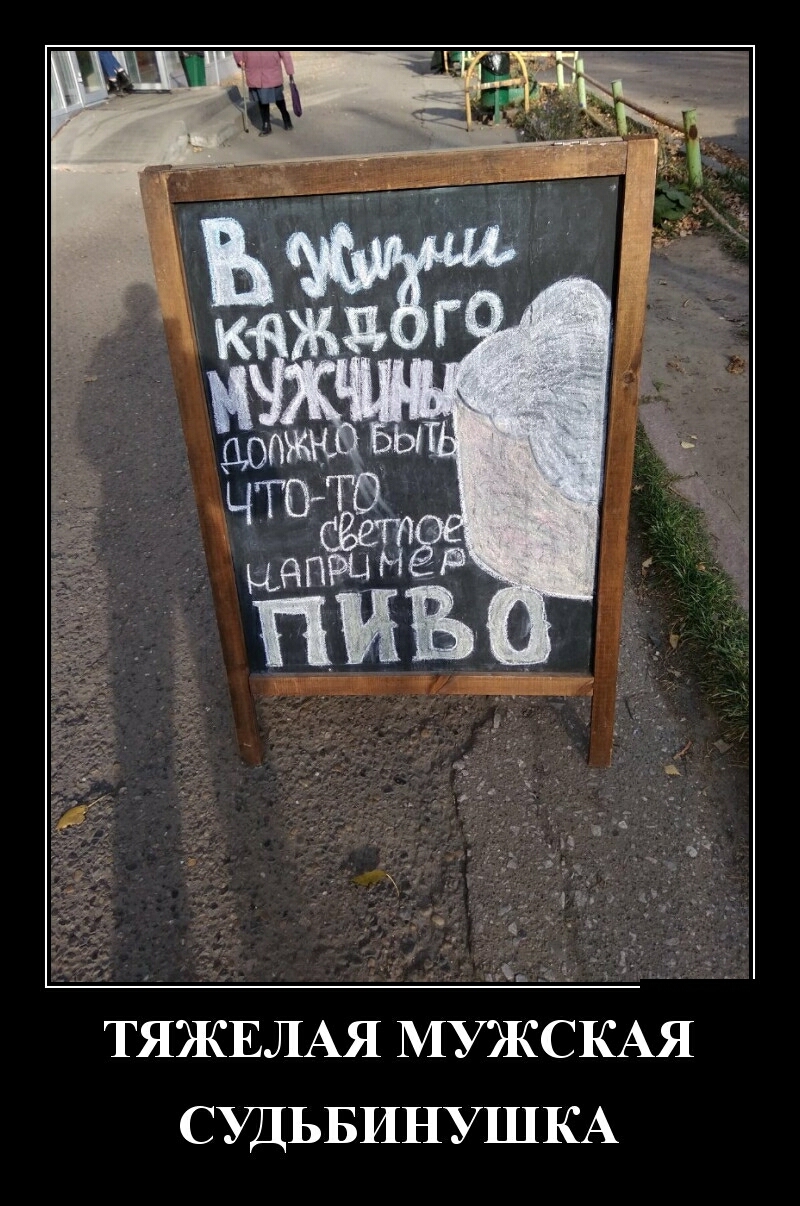 В жизни
каждого
мужчины
должно быть
что-то
светлое
например
ПИВО
ТЯЖЕЛАЯ МУЖСКАЯ
СУДЬБИНУШКА